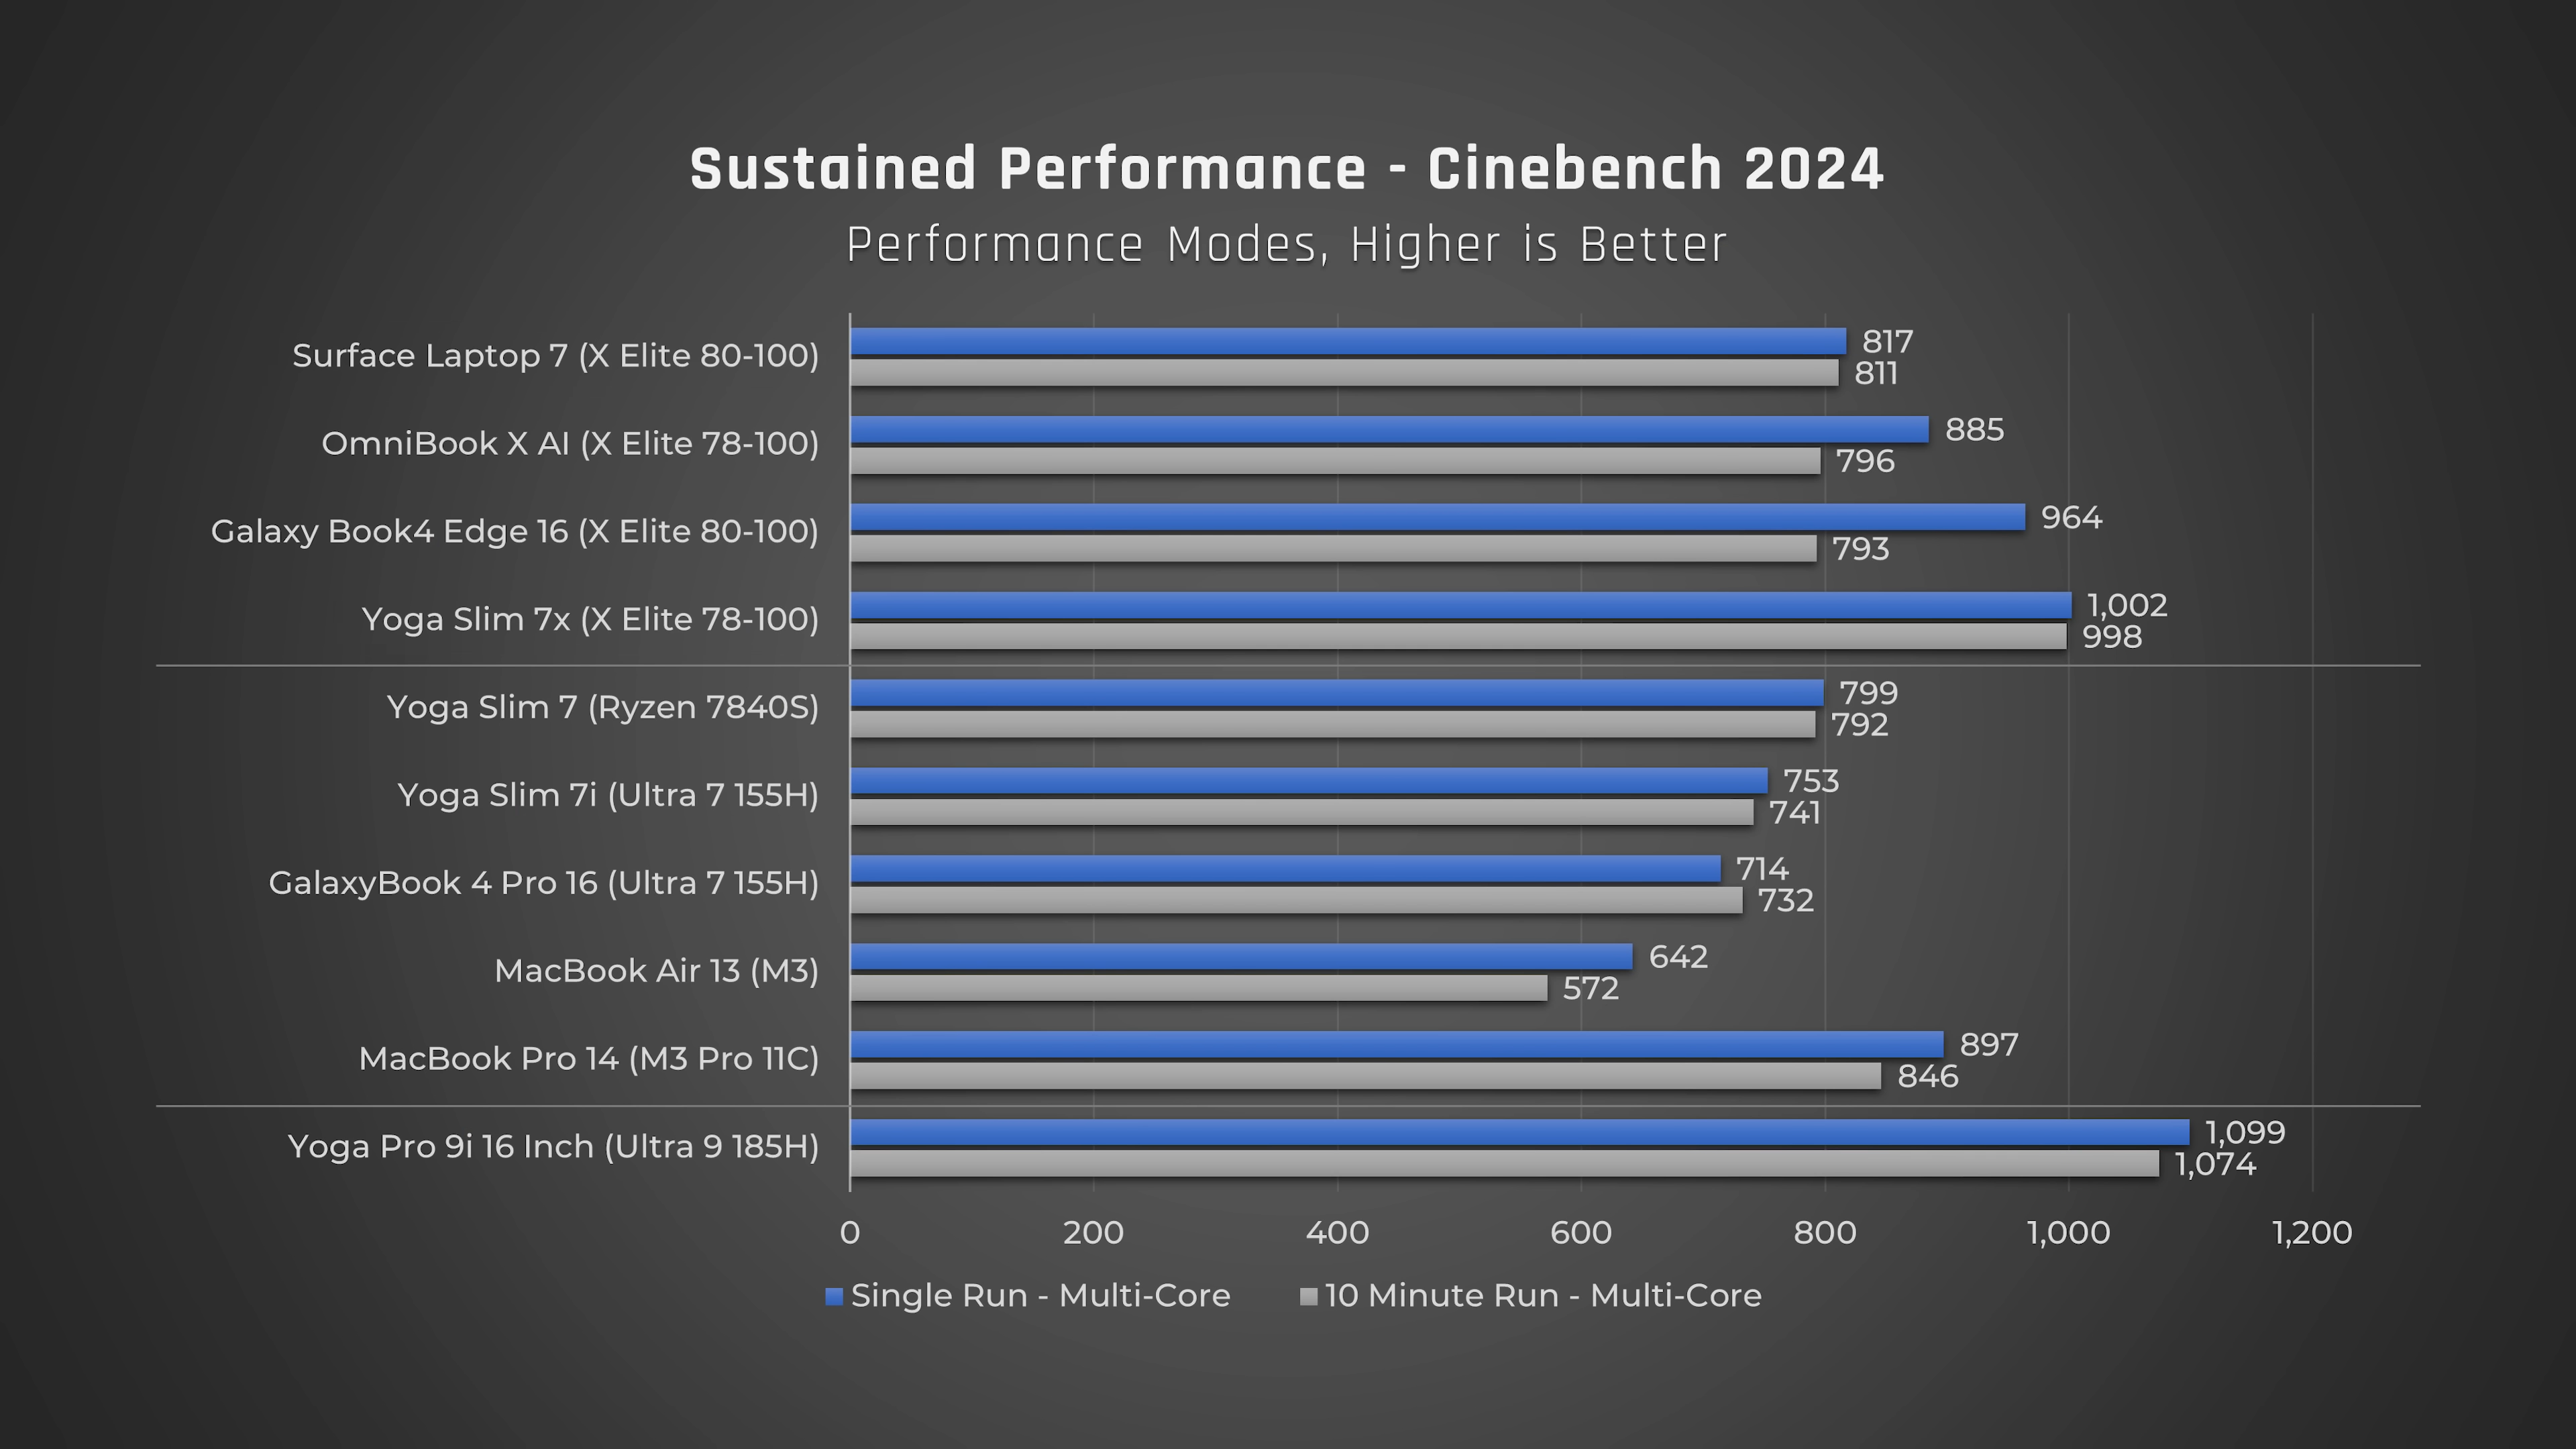 Sustained Performance - Cinebench 2024
Performance Modes, Higher is Better
Surface Laptop 7 (X Elite 80-100)
817
811
OmniBook X AI (X Elite 78-100)
885
796
Galaxy Book4 Edge 16 (X Elite 80-100)
964
793
Yoga Slim 7x (X Elite 78-100)
1,002
998
Yoga Slim 7 (Ryzen 7840S)
799
792
Yoga Slim 7i (Ultra 7 155H)
753
741
GalaxyBook 4 Pro 16 (Ultra 7 155H)
714
732
MacBook Air 13 (M3)
642
572
MacBook Pro 14 (M3 Pro 11C)
897
846
Yoga Pro 9i 16 Inch (Ultra 9 185H)
1,099
1,074
0 200 400 600 800 1,000 1,200
Single Run - Multi-Core 10 Minute Run - Multi-Core